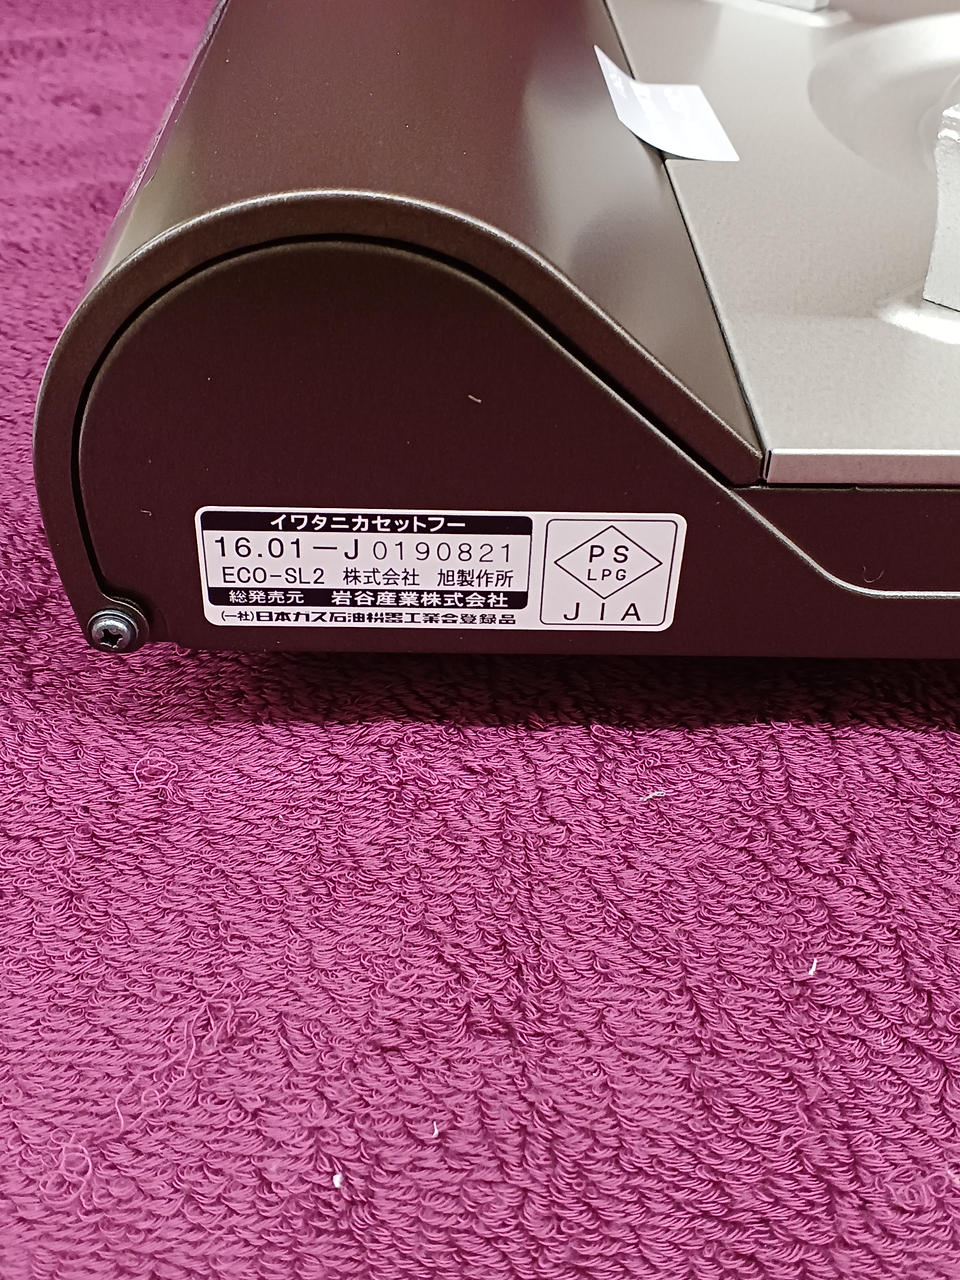 イワタニカセットフー
16.01-J 0190821
ECO-SL2 株式会社 旭製作所
総発売元 岩谷産業株式会社
(一社)日本ガス石油機器工業会登録品
PS
LPG
JIA